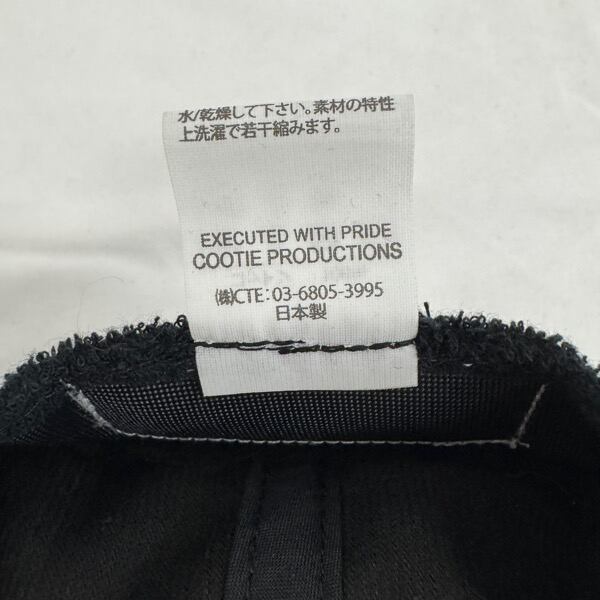 水/乾燥して下さい。素材の特性
上洗濯で若干縮みます。
EXECUTED WITH PRIDE
COOTIE PRODUCTIONS
㈱CTE: 03-6805-3995
日本製